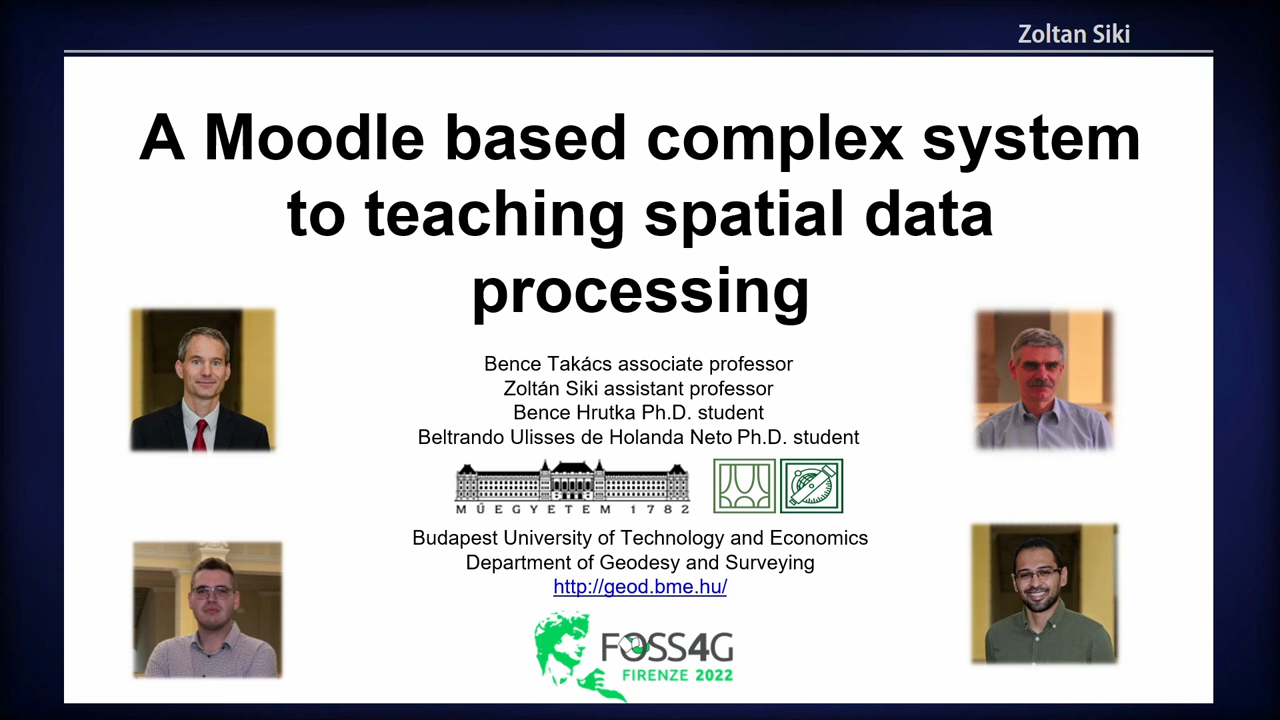 Zoltan Siki
A Moodle based complex system
to teaching spatial data
processing
Bence Takács associate professor
Zoltán Siki assistant professor
Bence Hrutka Ph.D. student
Beltrando Ulisses de Holanda Neto Ph.D. student
MŰEGYETEM 1782
Budapest University of Technology and Economics
Department of Geodesy and Surveying
http://geod.bme.hu/
FOSS4G
FIRENZE 2022